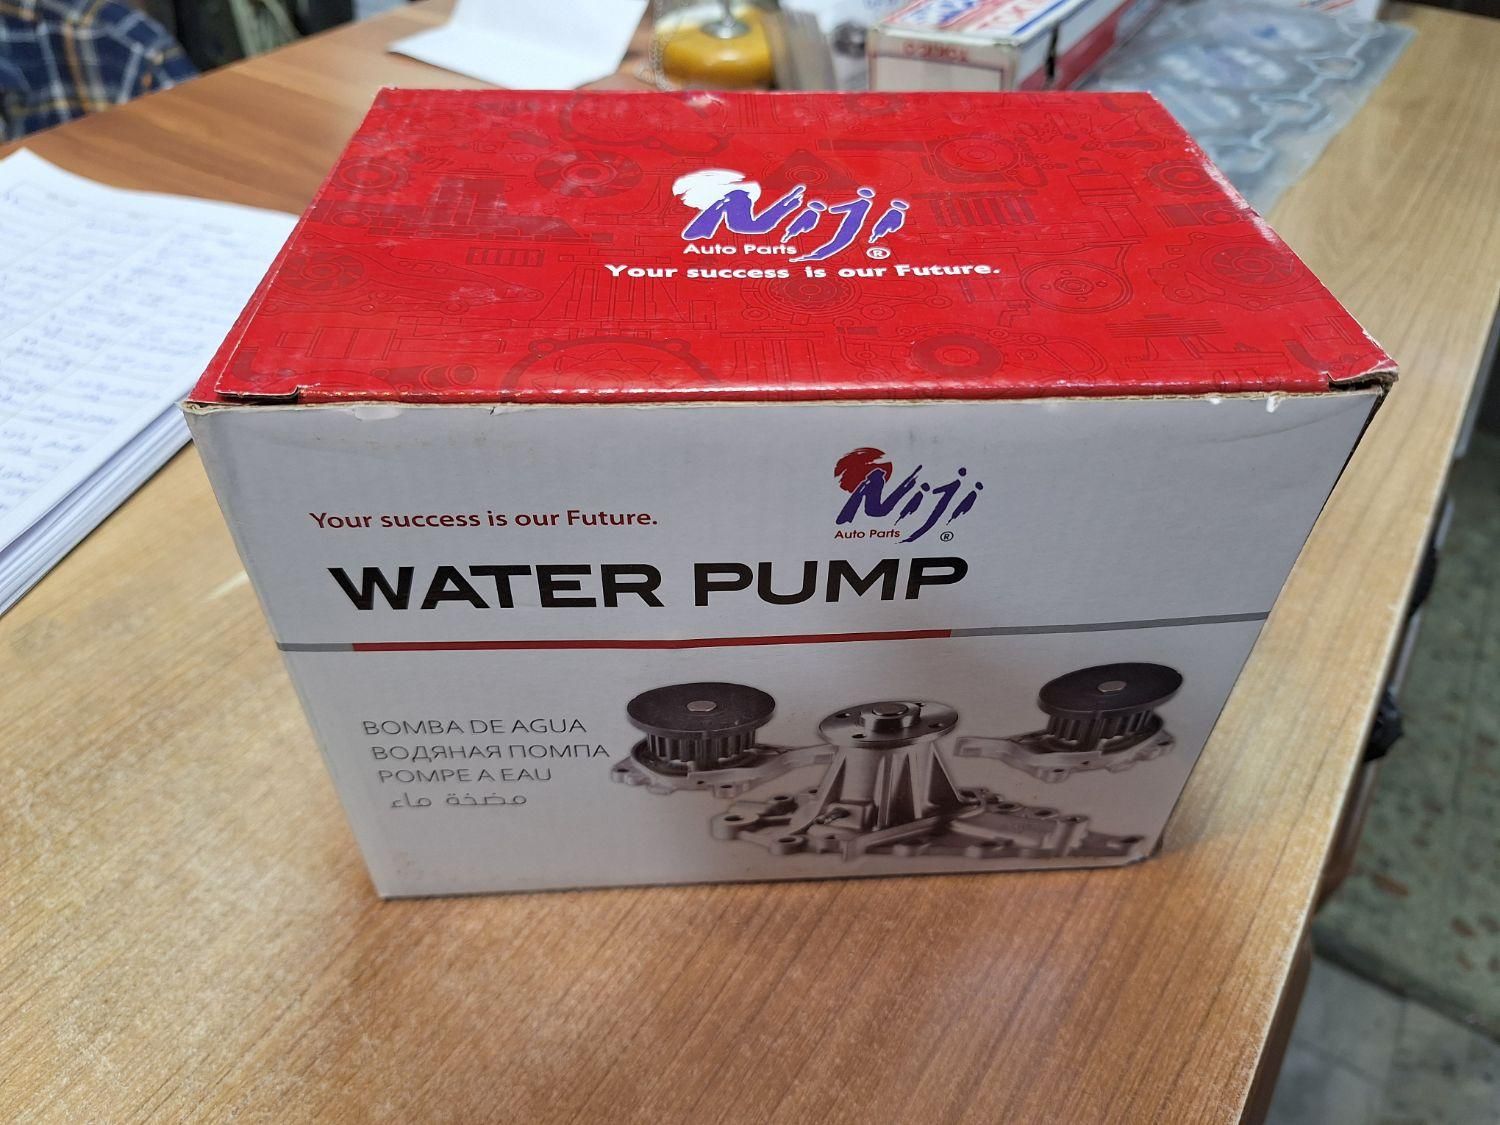 Niji
Auto Parts
®
Your success is our Future.
Niji
Auto Parts ®
Your success is our Future.
WATER PUMP
BOMBA DE AGUA
ВОДЯНАЯ ПОМПА
POMPE A EAU
مضخة ماء